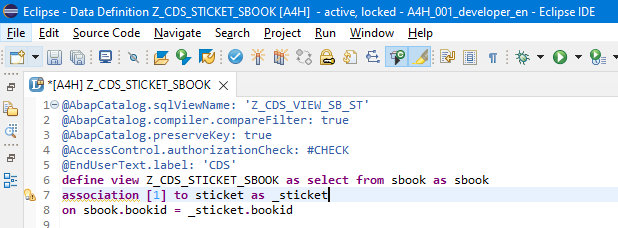 Eclipse - Data Definition Z_CDS_STICKET_SBOOK [A4H]  - active, locked - A4H_001_developer_en - Eclipse IDE
File Edit Source Navigate Search Project Run Window Help
*[A4H] Z_CDS_STICKET_SBOOK
1 @AbapCatalog.sqlViewName: 'Z_CDS_VIEW_SB_ST'
2 @AbapCatalog.compiler.compareFilter: true
3 @AbapCatalog.preserveKey: true
4 @AccessControl.authorizationCheck: #CHECK
5 @EndUserText.label: 'CDS'
6 define view Z_CDS_STICKET_SBOOK as select from sbook as sbook
7 association [1] to sticket as _sticket
8 on sbook.bookid = _sticket.bookid